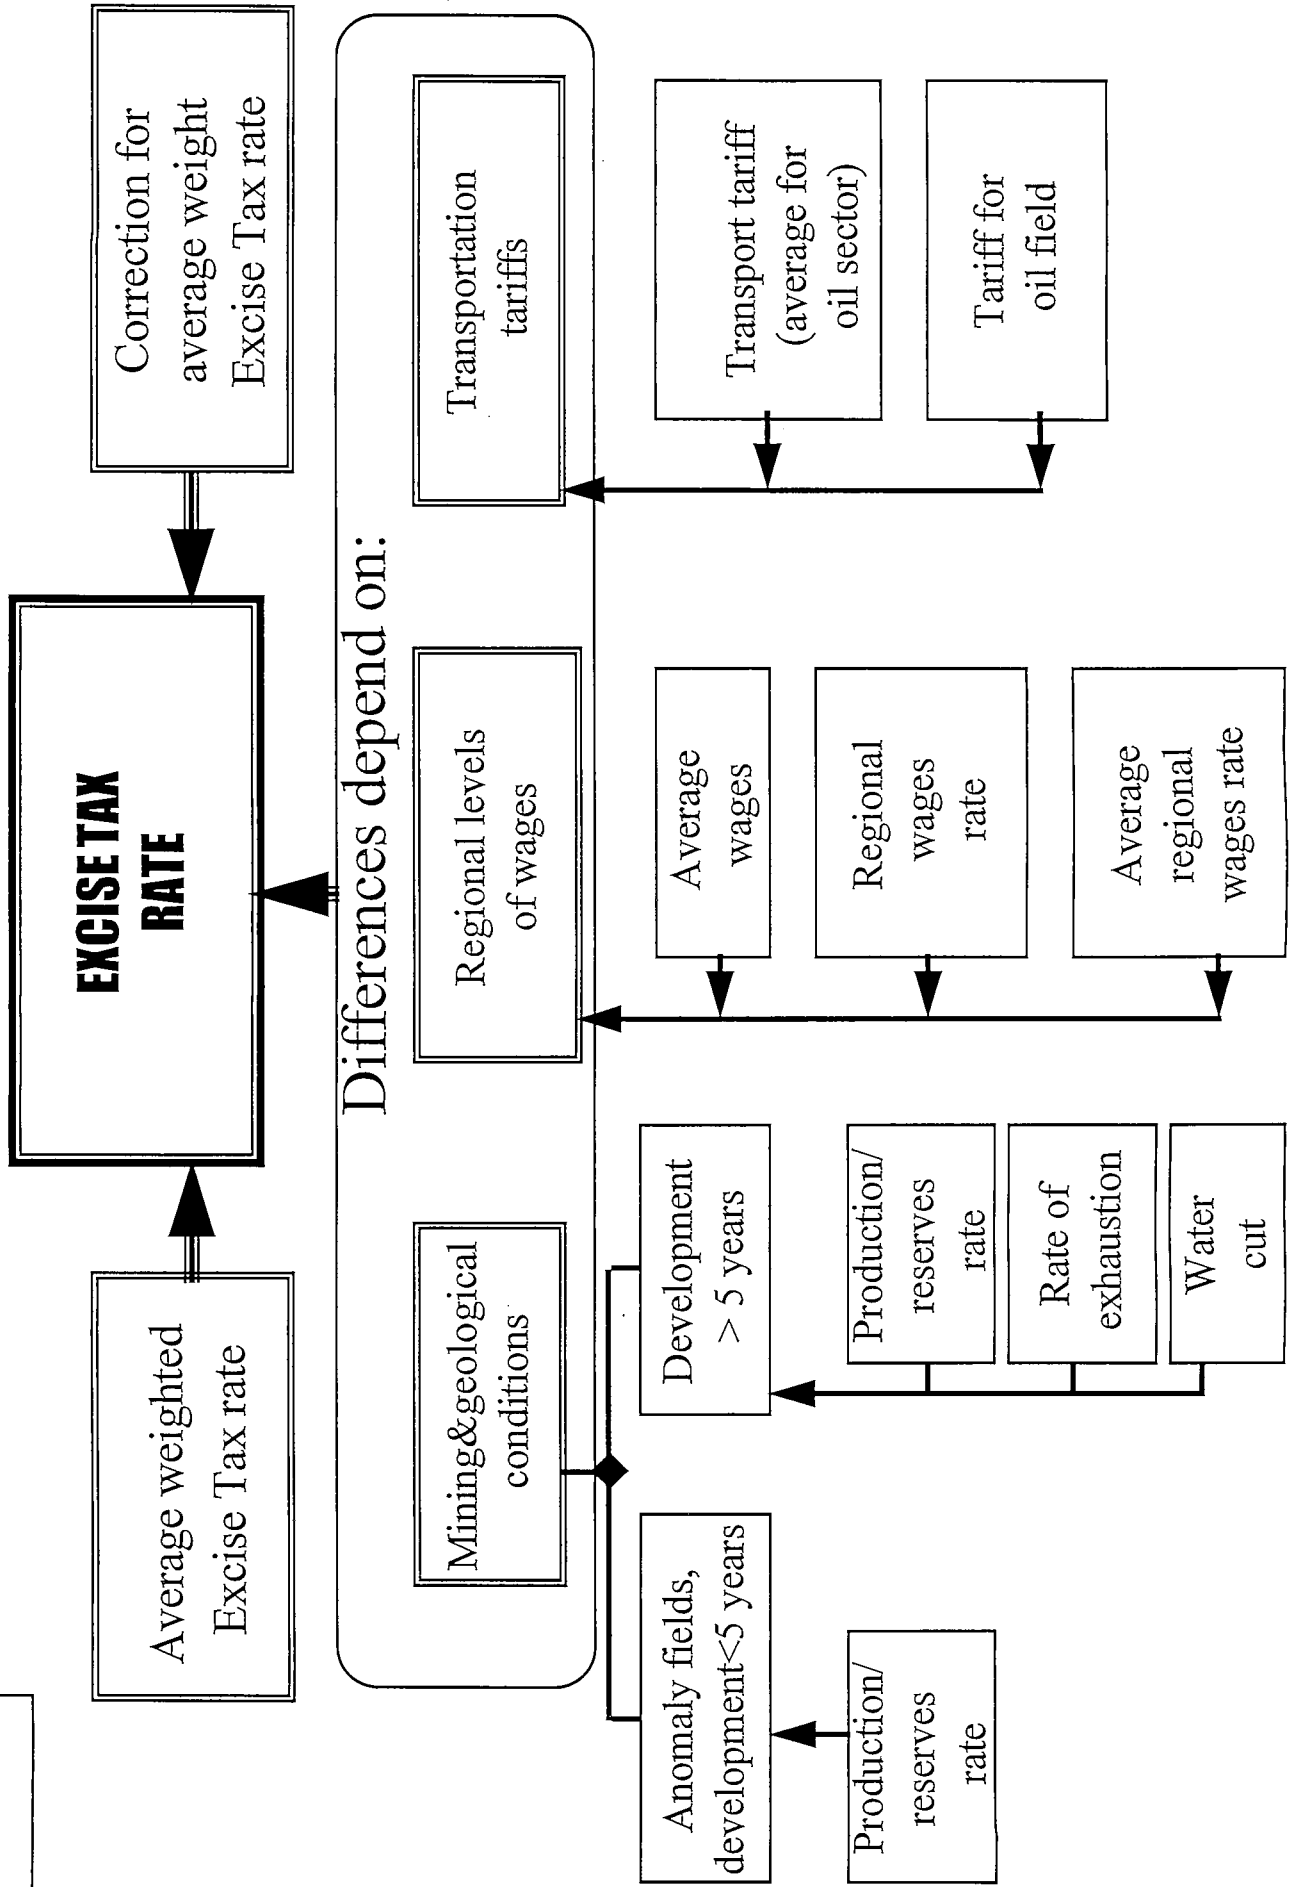 EXCISE TAX
RATE
Average weighted
Excise Tax rate
Correction for
average weight
Excise Tax rate
Differences depend on:
Mining&geological
conditions
Regional levels
of wages
Transportation
tariffs
Anomaly fields,
development<5 years
Production/
reserves
rate
Development
> 5 years
Production/
reserves
rate
Rate of
exhaustion
Water
cut
Average
wages
Regional
wages
rate
Average
regional
wages rate
Transport tariff
(average for
oil sector)
Tariff for
oil field